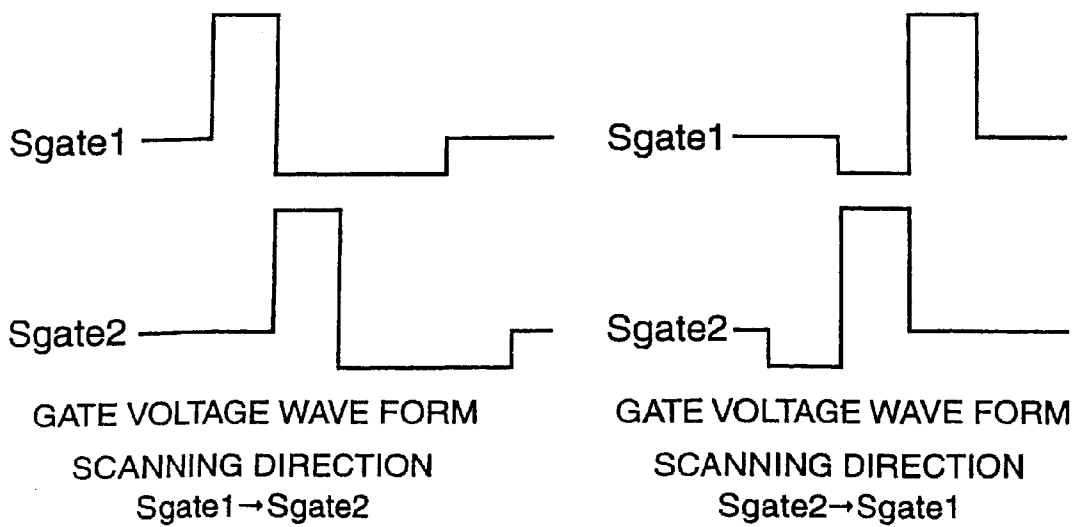 Sgate1
Sgate2
GATE VOLTAGE WAVE FORM
SCANNING DIRECTION
Sgate1→Sgate2
Sgate1
Sgate2
GATE VOLTAGE WAVE FORM
SCANNING DIRECTION
Sgate2→Sgate1